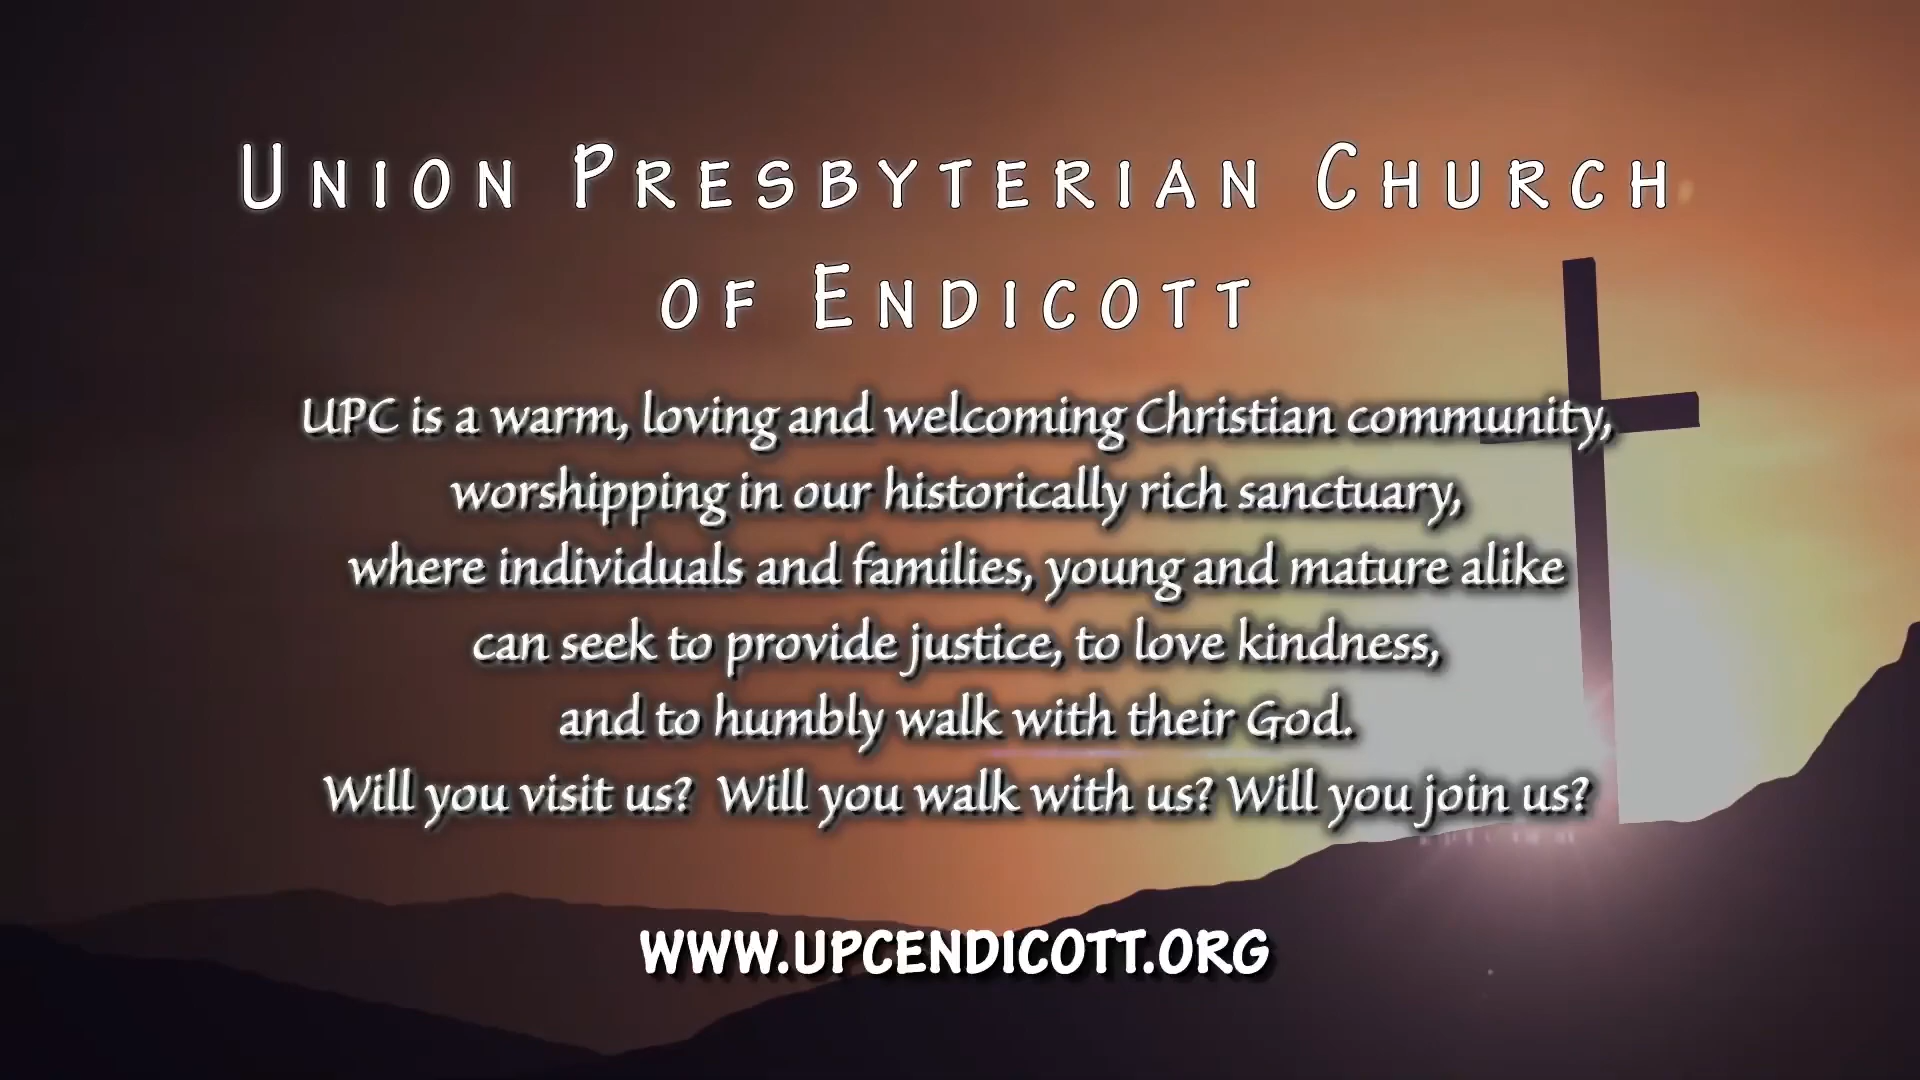 Union Presbyterian Church
of Endicott
UPC is a warm, loving and welcoming Christian community,
worshipping in our historically rich sanctuary,
where individuals and families, young and mature alike
can seek to provide justice, to love kindness,
and to humbly walk with their God.
Will you visit us?  Will you walk with us? Will you join us?
WWW.UPCENDICOTT.ORG